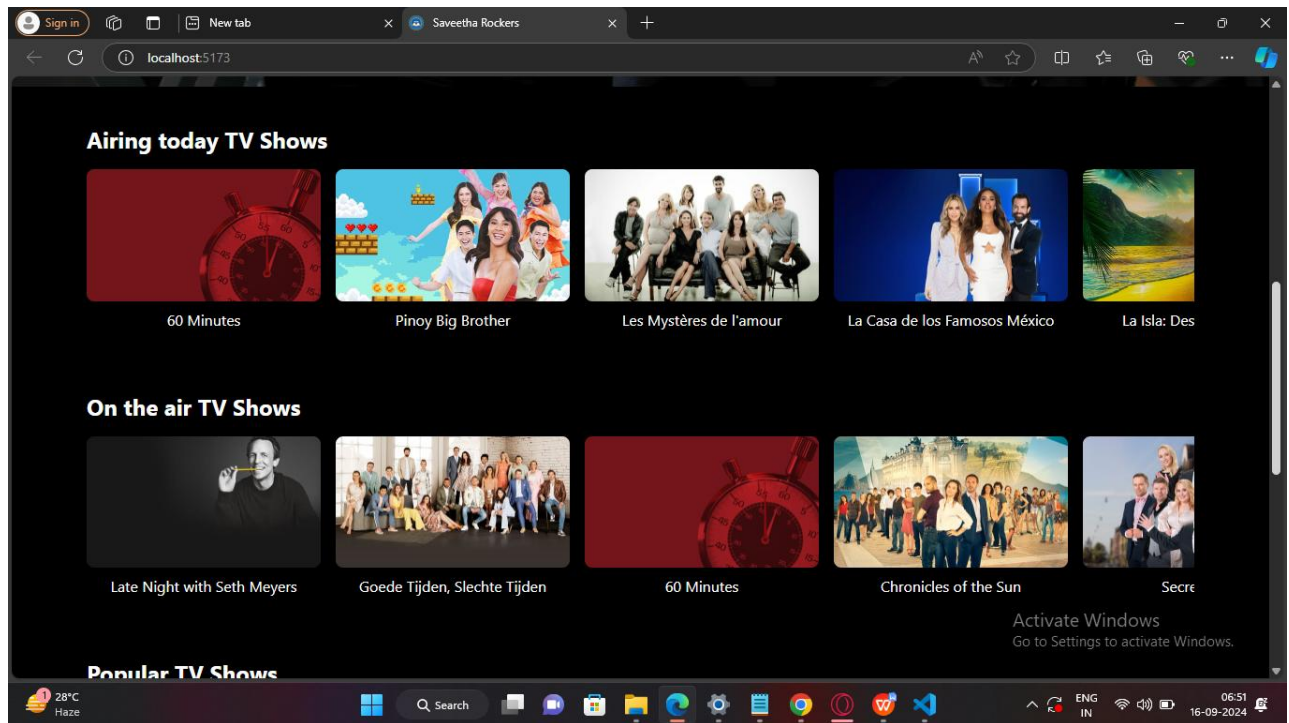 Sign in
New tab
Saveetha Rockers
localhost:5173
Airing today TV Shows
60 Minutes
Pinoy Big Brother
Les Mystères de l'amour
La Casa de los Famosos México
La Isla: Des
On the air TV Shows
Late Night with Seth Meyers
Goede Tijden, Slechte Tijden
60 Minutes
Chronicles of the Sun
Secre
Activate Windows
Go to Settings to activate Windows.
Popular TV Shows
1
28°C
Haze
Search
ENG
IN
06:51
16-09-2024